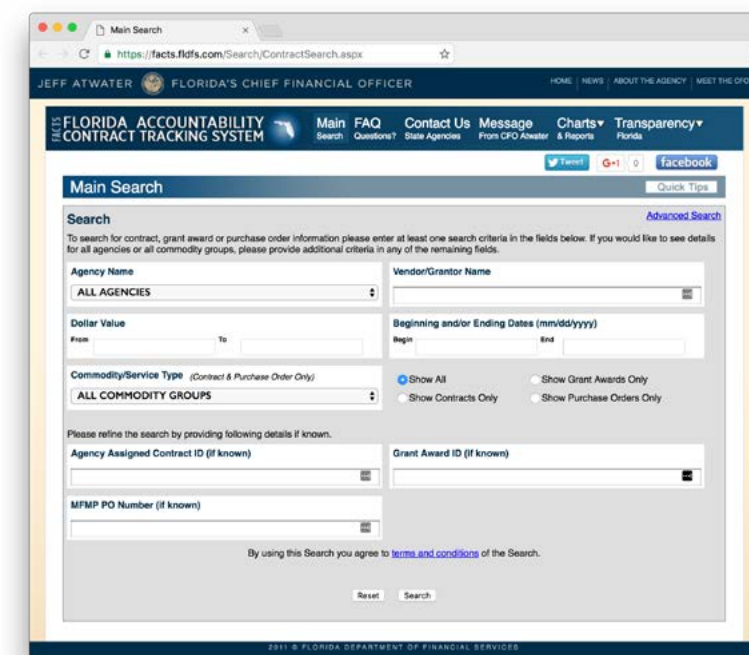 Main Search
https://facts.fldfs.com/Search/ContractSearch.aspx
JEFF ATWATER FLORIDA'S CHIEF FINANCIAL OFFICER
HOME | NEWS | ABOUT THE AGENCY | MEET THE CFO
FACTS FLORIDA ACCOUNTABILITY CONTRACT TRACKING SYSTEM
Main Search
FAQ Questions?
Contact Us State Agencies
Message From CFO Atwater
Charts & Reports
Transparency Florida
Tweet G+1 0 facebook
Main Search
Quick Tips
Search
Advanced Search
To search for contract, grant award or purchase order information please enter at least one search criteria in the fields below. If you would like to see details
for all agencies or all commodity groups, please provide additional criteria in any of the remaining fields.
Agency Name
Vendor/Grantor Name
ALL AGENCIES
Dollar Value
Beginning and/or Ending Dates (mm/dd/yyyy)
From To
Begin End
Commodity/Service Type (Contract & Purchase Order Only)
ALL COMMODITY GROUPS
Show All Show Grant Awards Only
Show Contracts Only Show Purchase Orders Only
Please refine the search by providing following details if known.
Agency Assigned Contract ID (if known)
Grant Award ID (if known)
MFMP PO Number (if known)
By using this Search you agree to terms and conditions of the Search.
Reset Search
2011 © FLORIDA DEPARTMENT OF FINANCIAL SERVICES